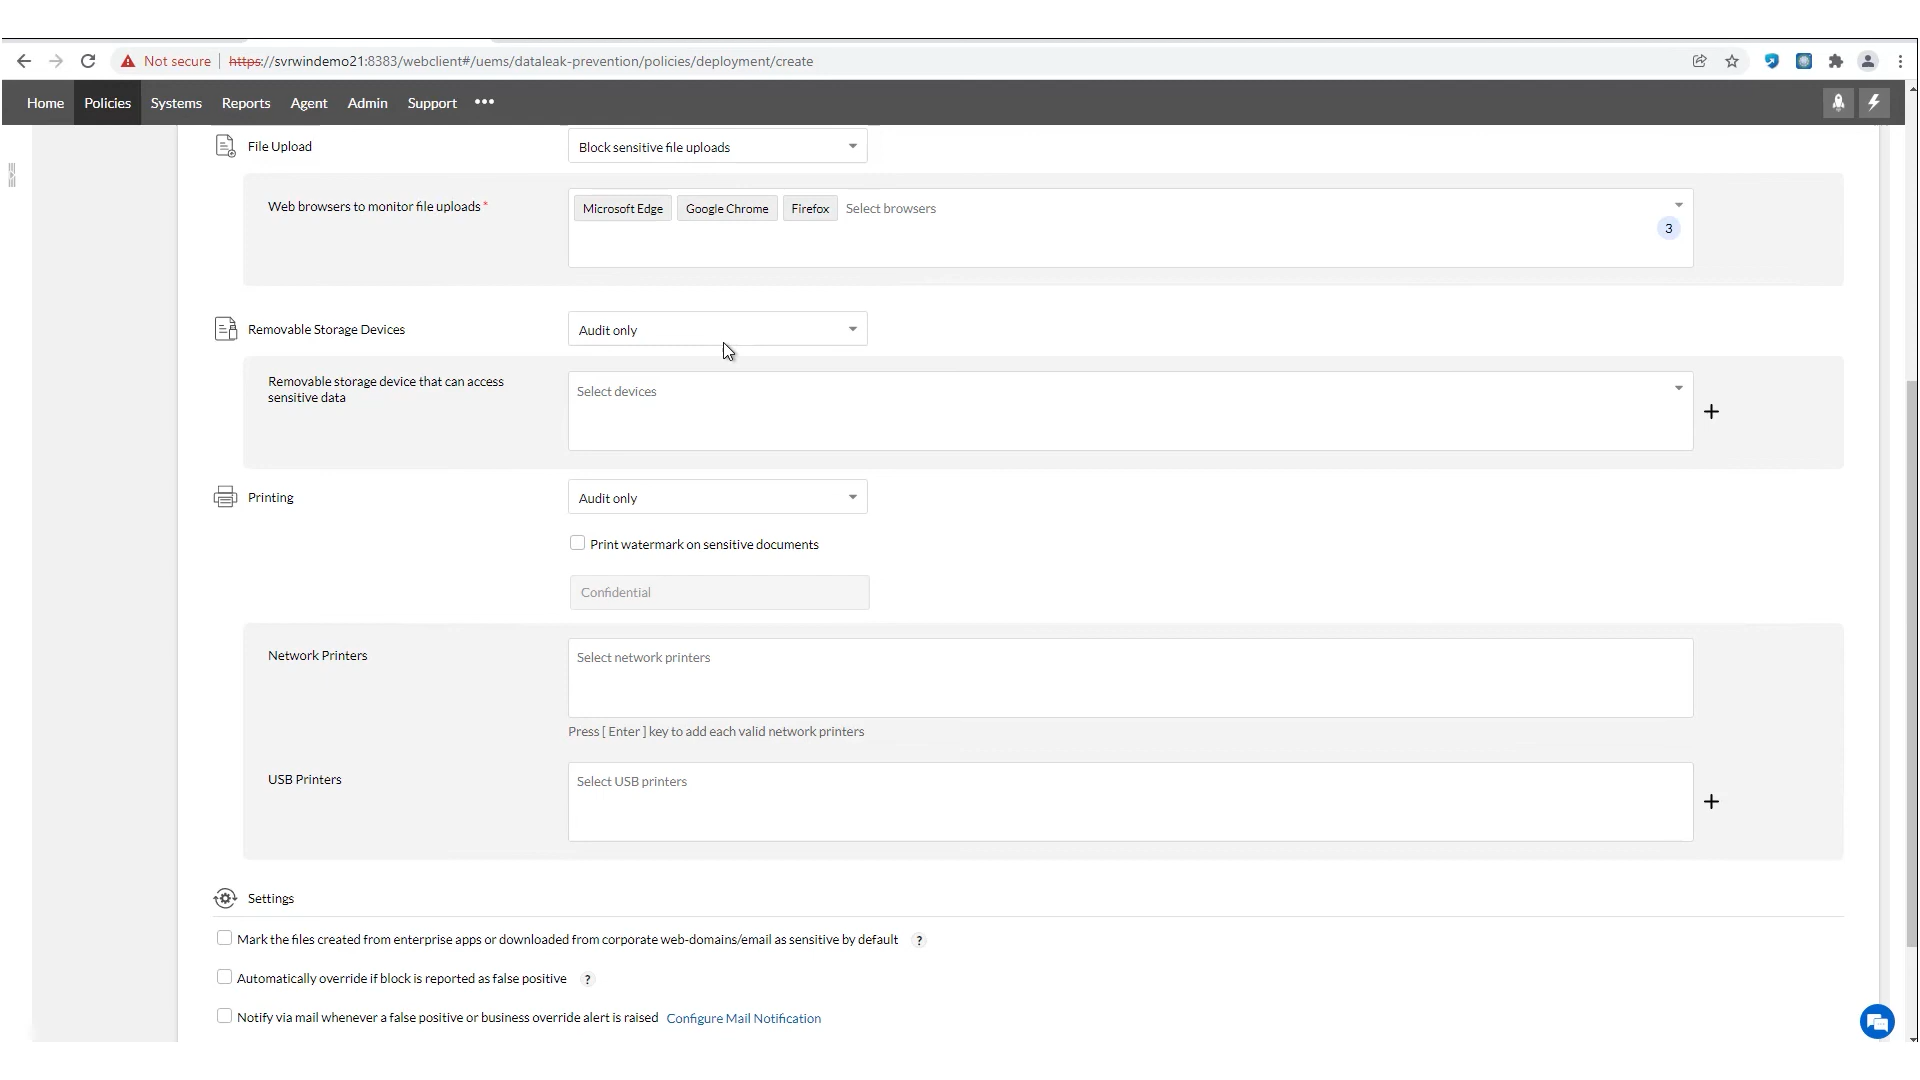 Not secure https://svrwindemo21:8383/webclient#/uems/dataleak-prevention/policies/deployment/create
Home Policies Systems Reports Agent Admin Support •••
File Upload Block sensitive file uploads
Web browsers to monitor file uploads * Microsoft Edge Google Chrome Firefox Select browsers
3
Removable Storage Devices Audit only
Removable storage device that can access
sensitive data
Select devices
+
Printing Audit only
Print watermark on sensitive documents
Confidential
Network Printers Select network printers
Press [ Enter ] key to add each valid network printers
USB Printers Select USB printers
+
Settings
Mark the files created from enterprise apps or downloaded from corporate web-domains/email as sensitive by default ?
Automatically override if block is reported as false positive ?
Notify via mail whenever a false positive or business override alert is raised Configure Mail Notification